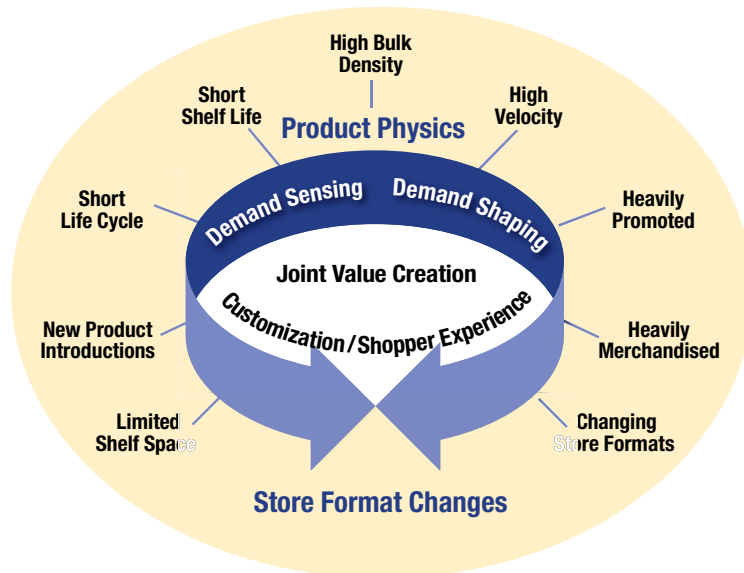 High Bulk
Density
Short
Shelf Life
High
Velocity
Product Physics
Demand Sensing
Demand Shaping
Short
Life Cycle
Heavily
Promoted
Joint Value Creation
Customization/Shopper Experience
New Product
Introductions
Heavily
Merchandised
Limited
Shelf Space
Changing
Store Formats
Store Format Changes